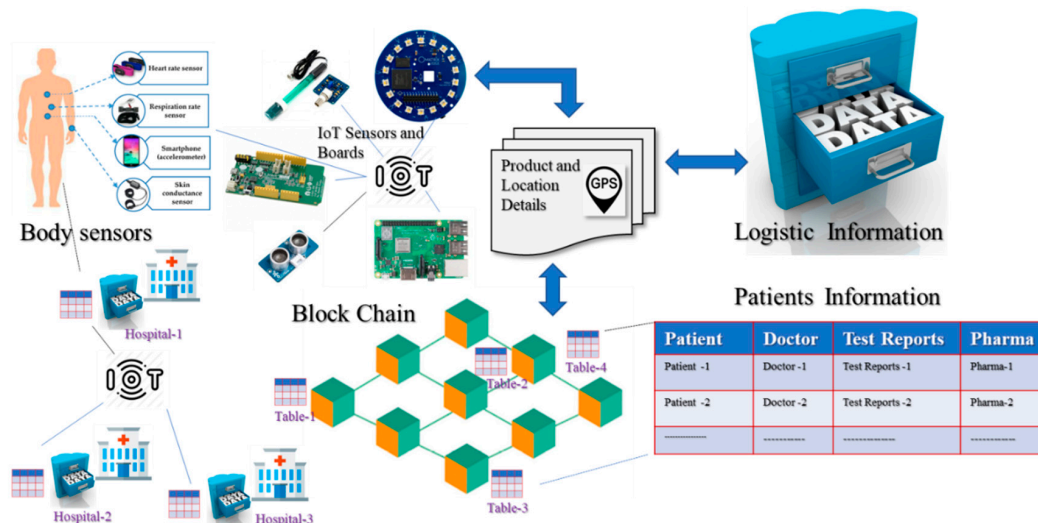 Heart rate sensor
Respiration rate
sensor
Smartphone
(accelerometer)
Skin
conductance
sensor
Body sensors
IoT Sensors and
Boards
IOT
Product and
Location
Details
GPS
DATA
DATA
Logistic Information
Hospital-1
IOT
Hospital-2
Hospital-3
Block Chain
Table-1
Table-2
Table-4
Table-3
Patients Information
Patient Doctor Test Reports Pharma
Patient -1 Doctor -1 Test Reports -1 Pharma-1
Patient -2 Doctor -2 Test Reports -2 Pharma-2
-------------- ----------- -------------- ------------